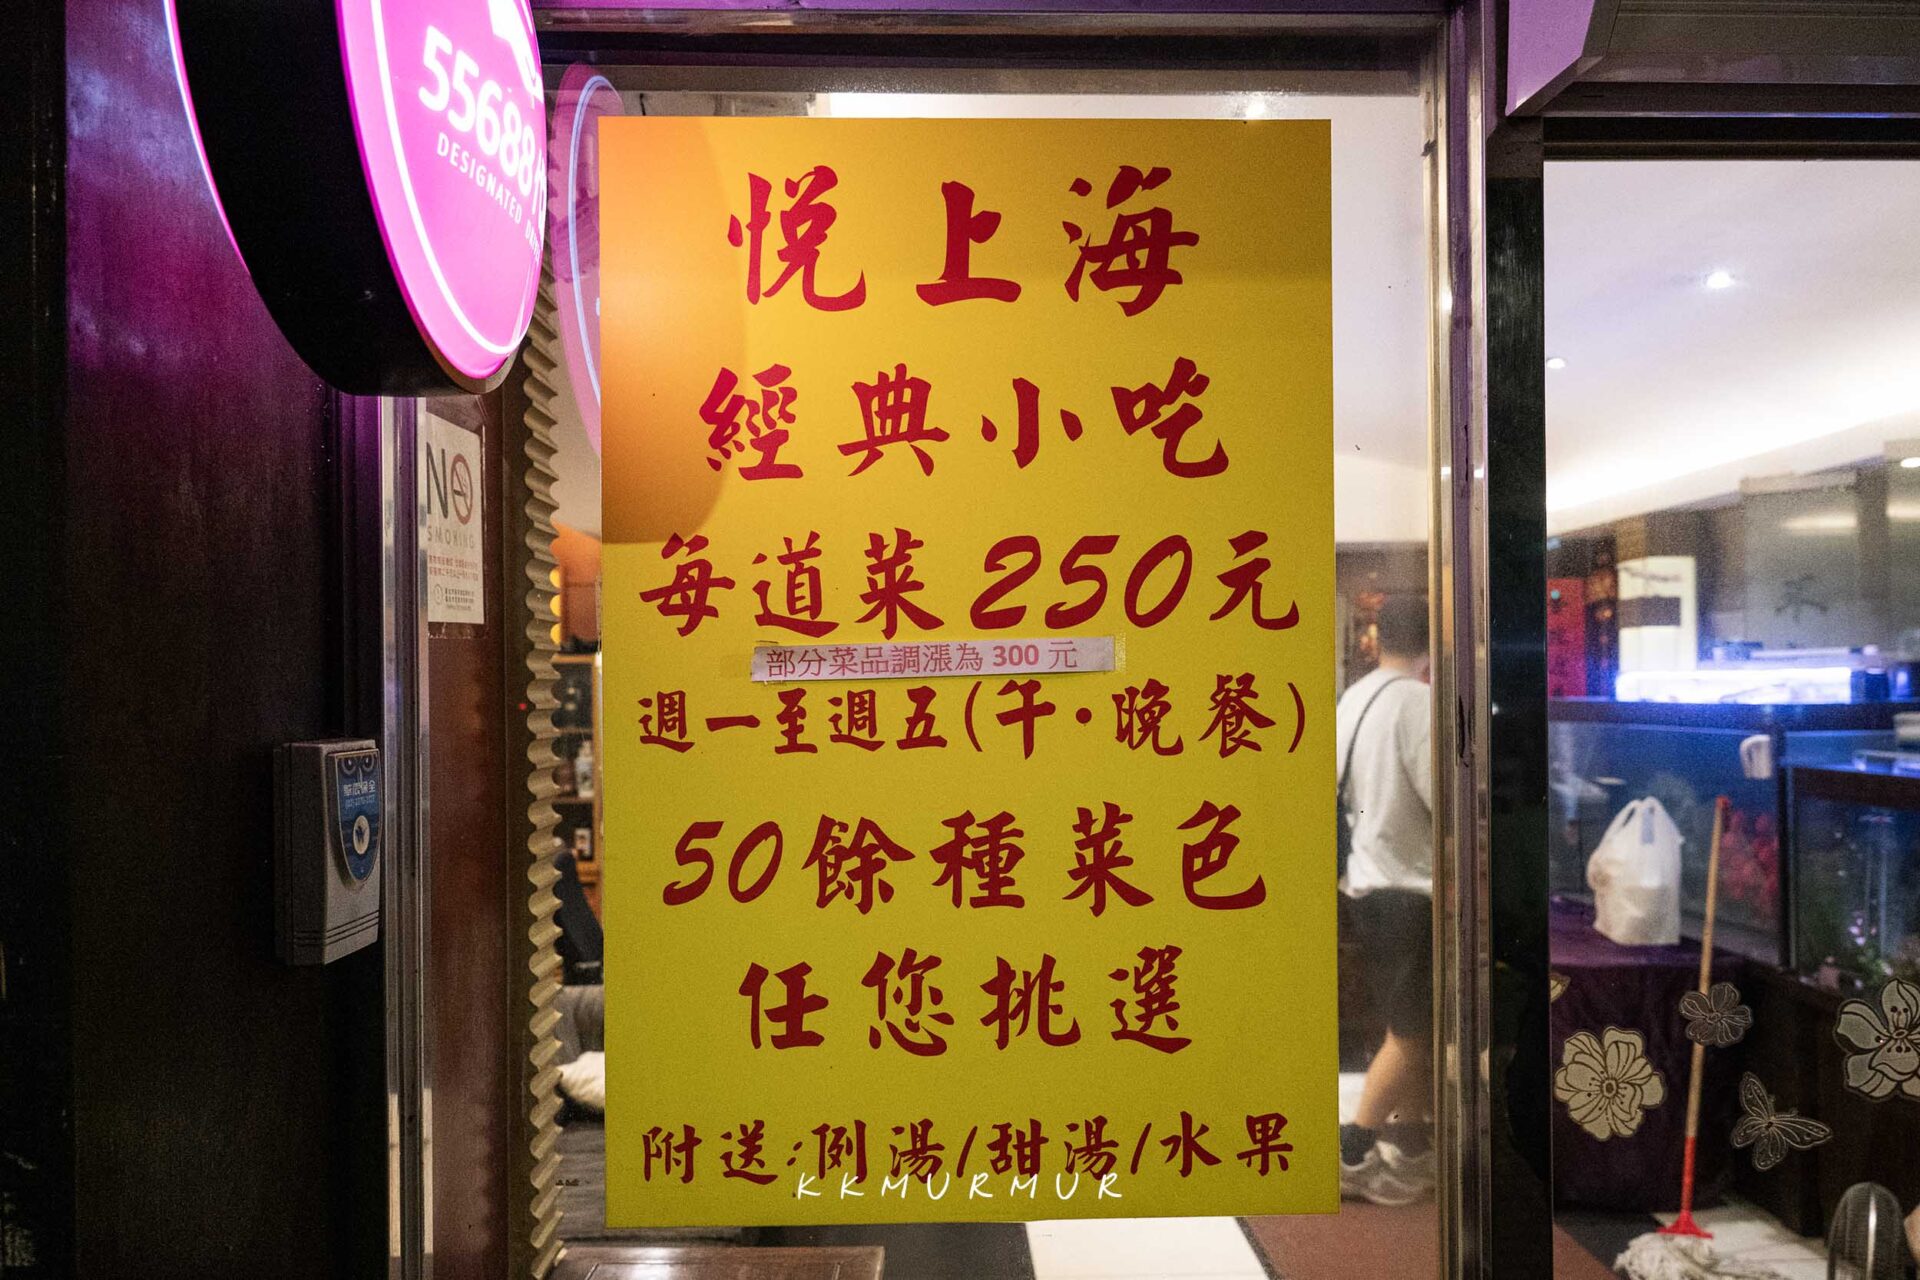 55688
DESIGNATED
NO
SMOKING
悅上海
經典小吃
每道菜250元
部分菜品調漲為 300 元
週一至週五(午·晚餐)
50餘種菜色
任您挑選
附送:例湯/甜湯/水果
KKMURMUR